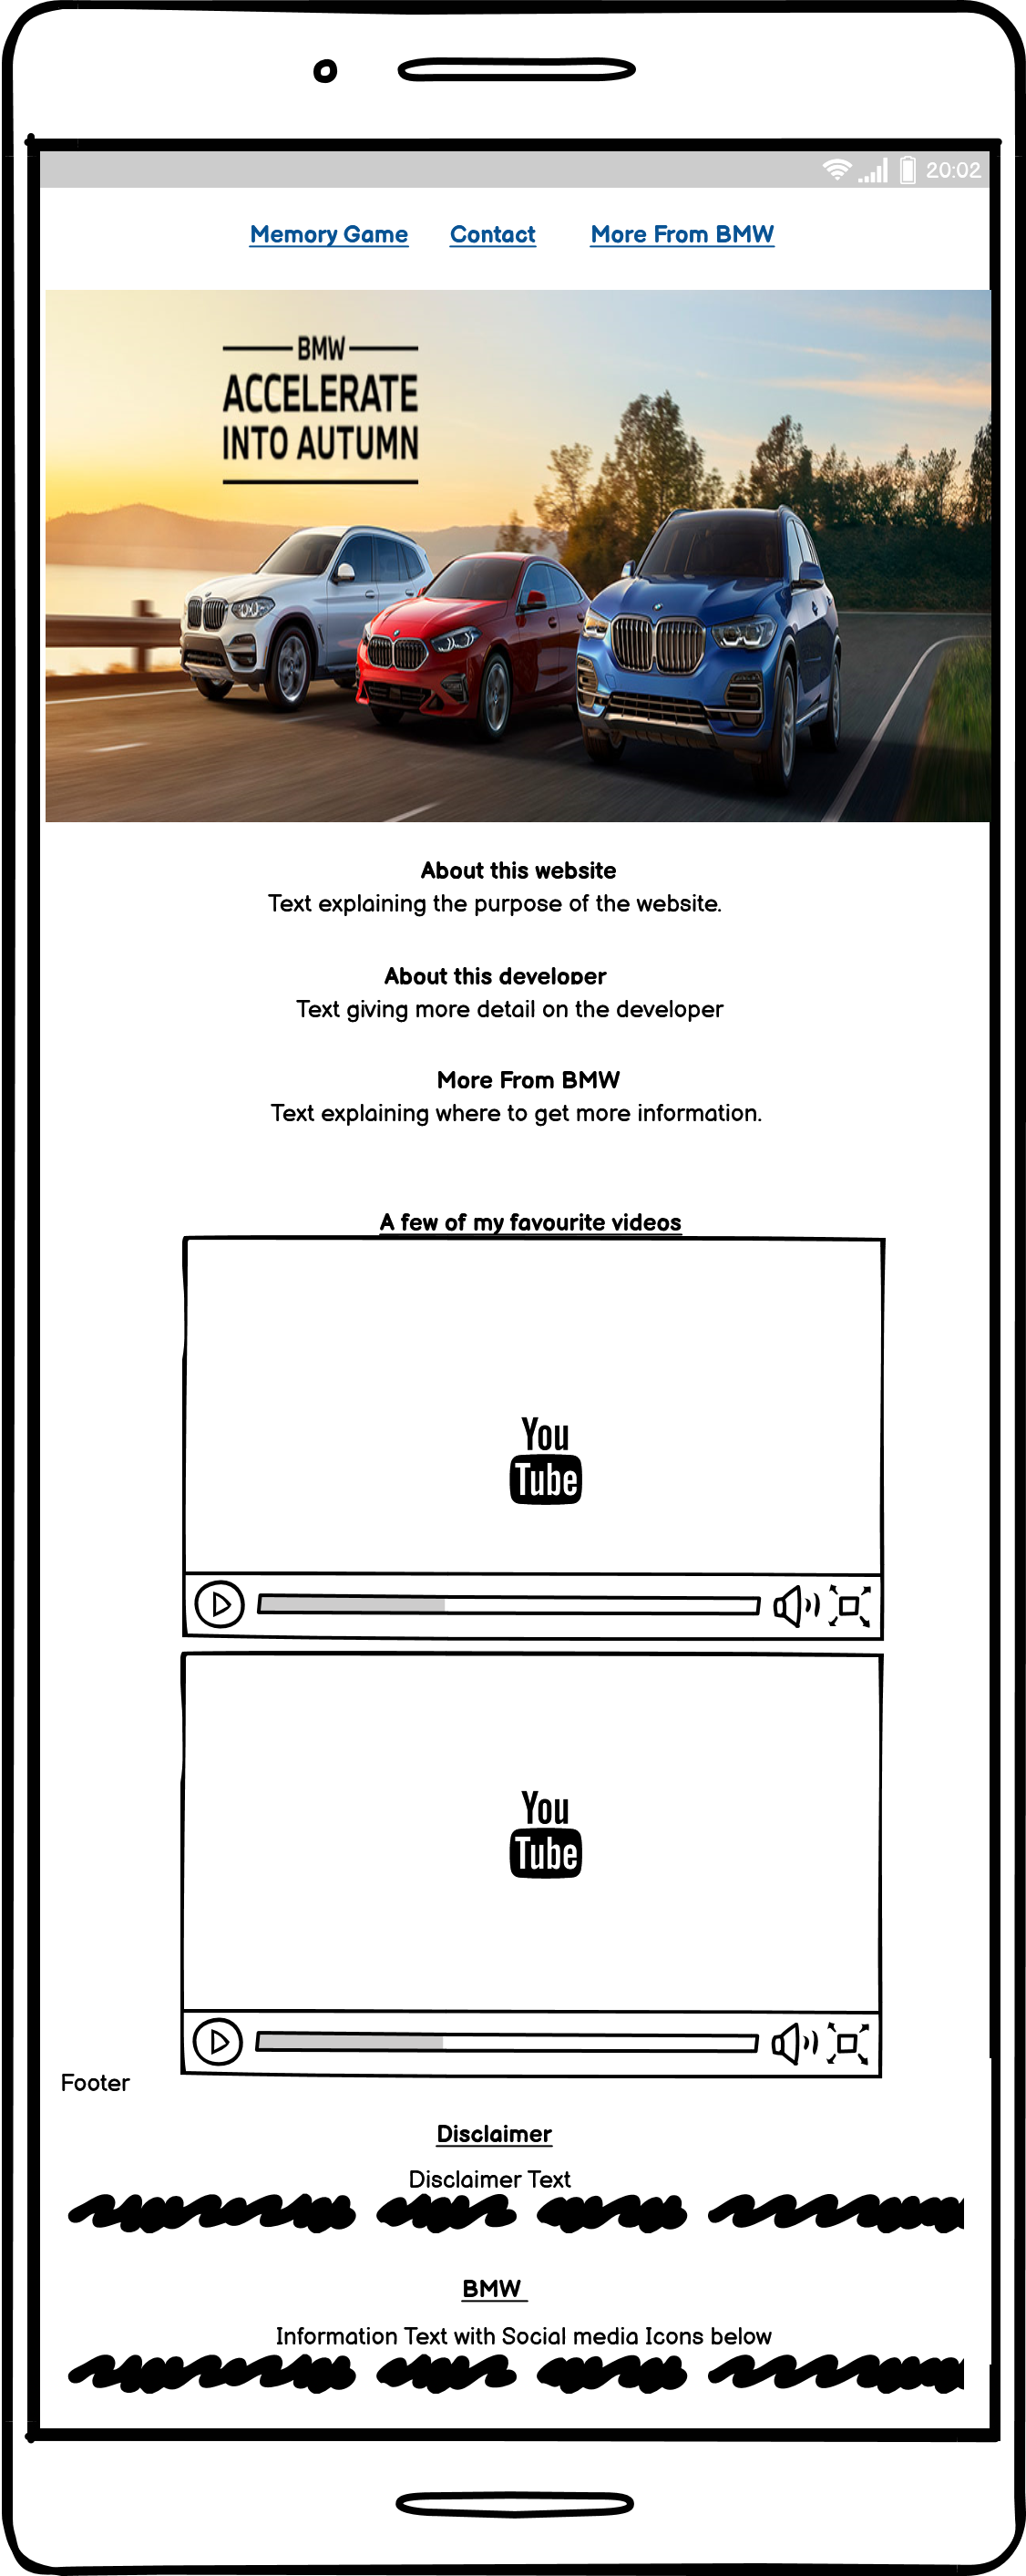 20:02
Memory Game Contact More From BMW
BMW
ACCELERATE
INTO AUTUMN
About this website
Text explaining the purpose of the website.
About this developer
Text giving more detail on the developer
More From BMW
Text explaining where to get more information.
A few of my favourite videos
You
Tube
You
Tube
Footer
Disclaimer
Disclaimer Text
BMW
Information Text with Social media Icons below